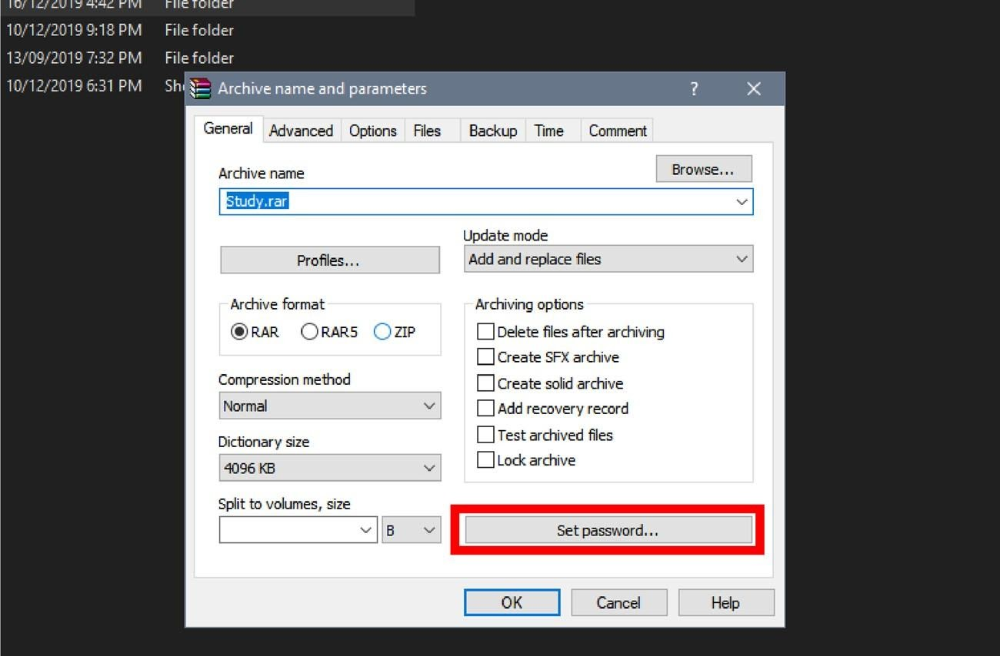 16/12/2019 4:42 PM File folder
10/12/2019 9:18 PM File folder
13/09/2019 7:32 PM File folder
10/12/2019 6:31 PM
Archive name and parameters ?
General Advanced Options Files Backup Time Comment
Archive name
Browse...
Study.rar
Update mode
Profiles...
Add and replace files
Archive format
RAR RAR5 ZIP
Compression method
Normal
Dictionary size
4096 KB
Split to volumes, size
B
Archiving options
Delete files after archiving
Create SFX archive
Create solid archive
Add recovery record
Test archived files
Lock archive
Set password...
OK Cancel Help